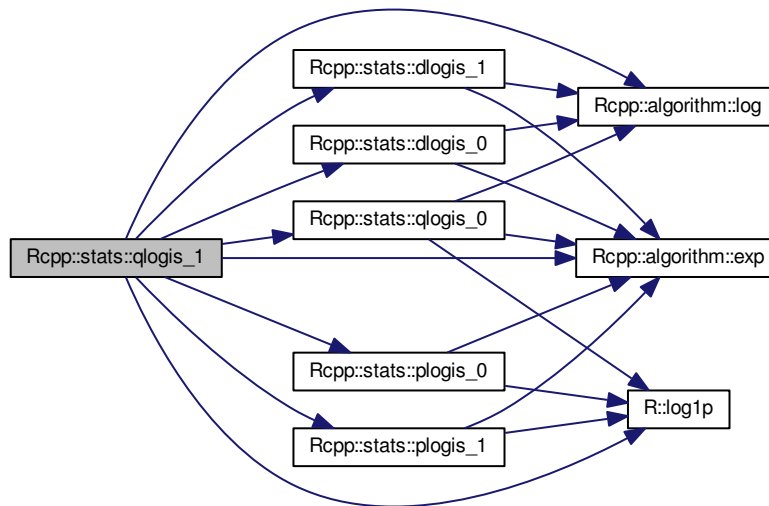 Rcpp::stats::dlogis_1
Rcpp::algorithm::log
Rcpp::stats::dlogis_0
Rcpp::stats::qlogis_0
Rcpp::stats::qlogis_1
Rcpp::algorithm::exp
Rcpp::stats::plogis_0
R::log1p
Rcpp::stats::plogis_1